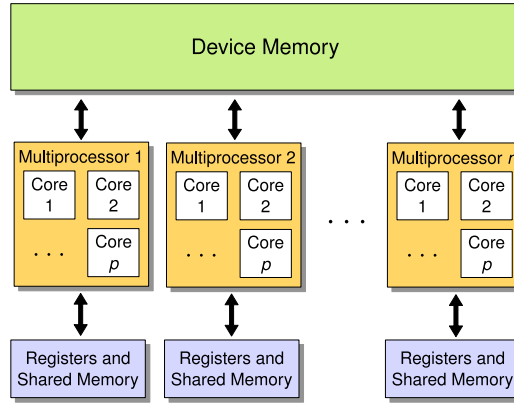 Device Memory
Multiprocessor 1
Core 1
Core 2
. . .
Core p
Multiprocessor 2
Core 1
Core 2
. . .
Core p
. . .
Multiprocessor
Core 1
Core 2
. . .
Core p
Registers and
Shared Memory
Registers and
Shared Memory
Registers and
Shared Memory